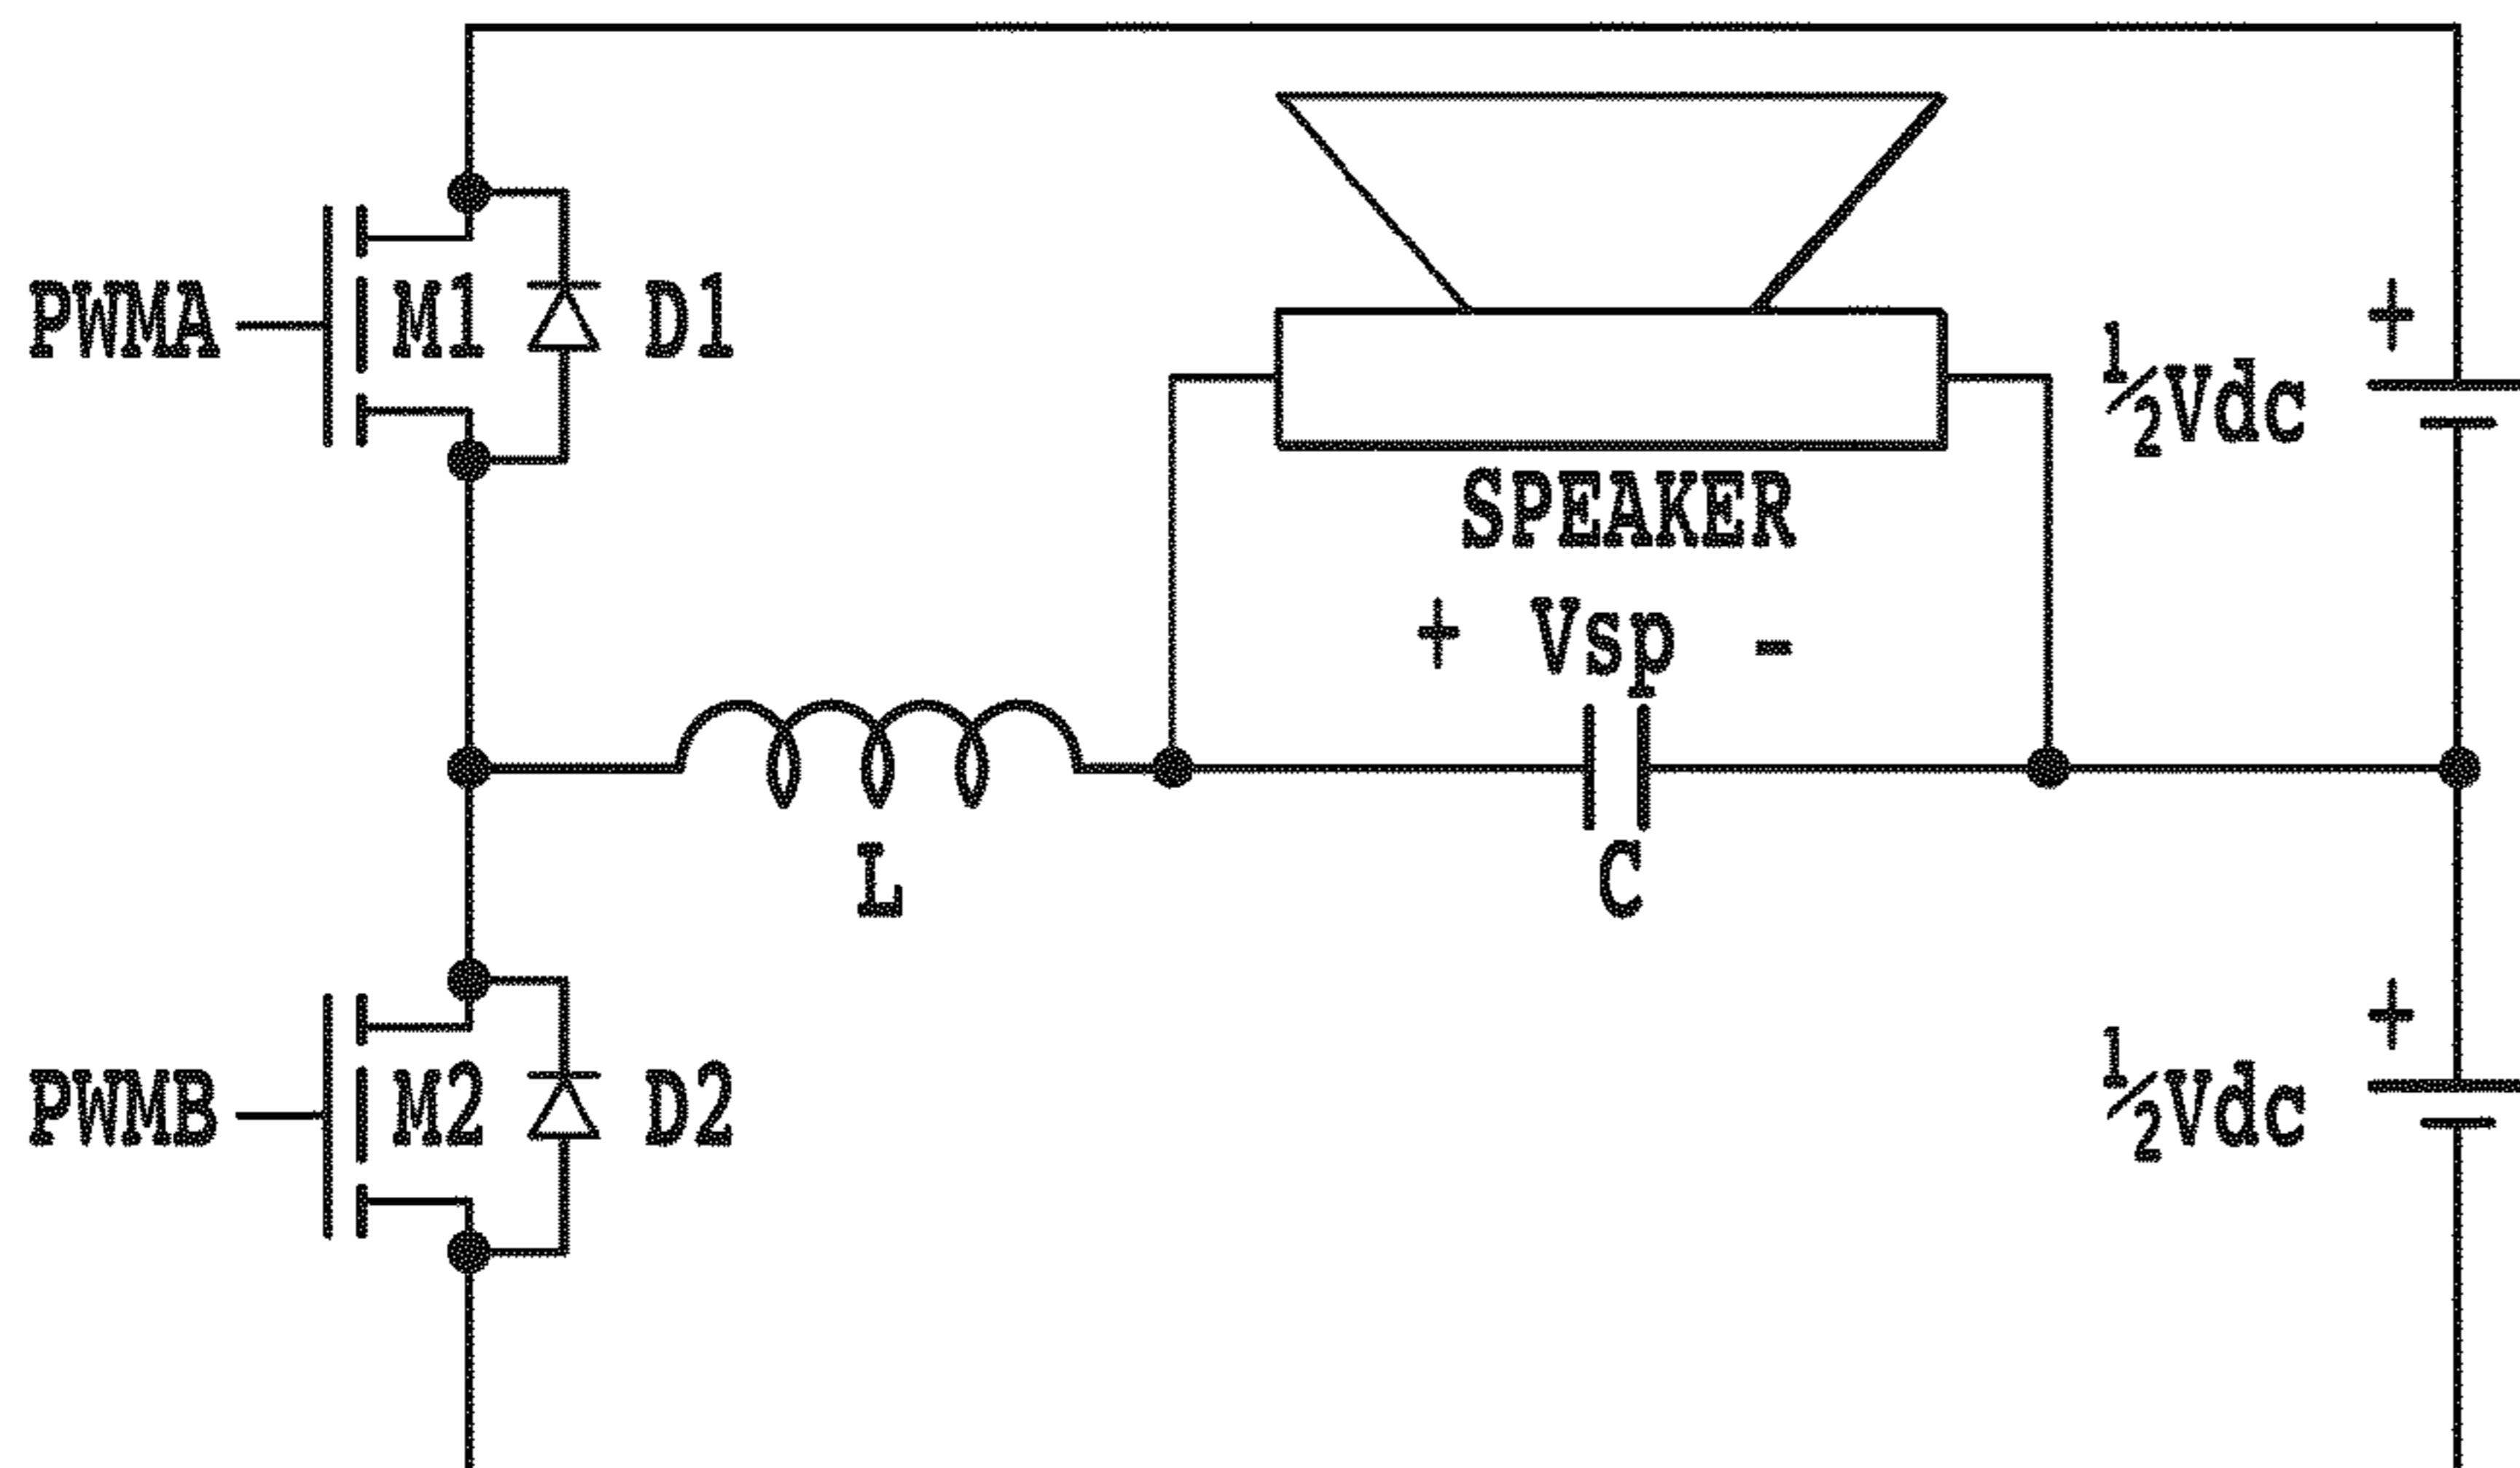 PWMA
M1
D1
½Vdc
SPEAKER
+ Vsp -
+
L
C
PWMB
M2
D2
½Vdc
+